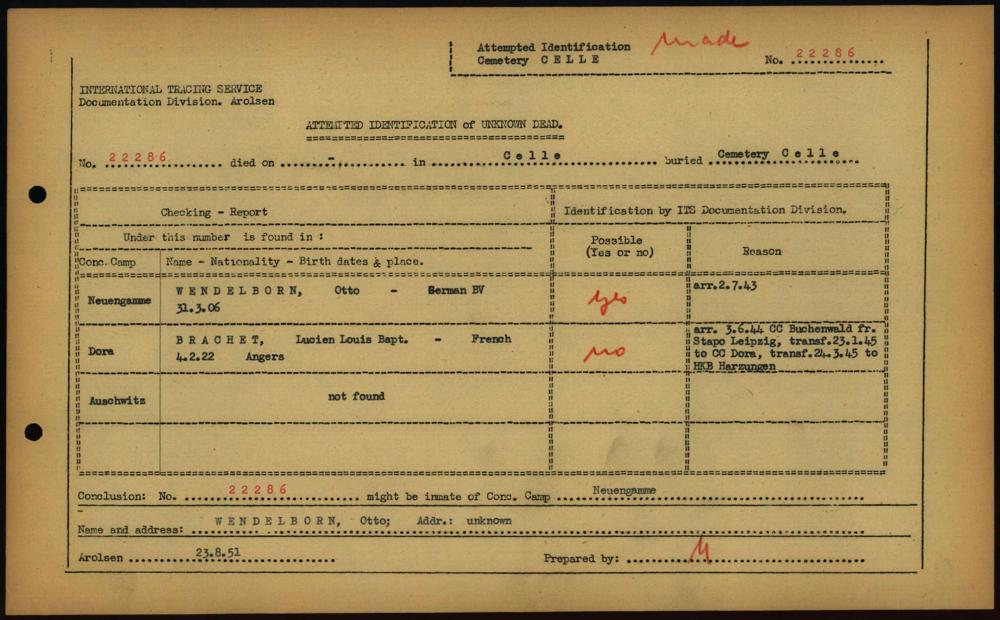 Attempted Identification made
Cemetery C E L L E No. 22286
INTERNATIONAL TRACING SERVICE
Documentation Division. Arolsen
ATTEMPTED IDENTIFICATION of UNKNOWN DEAD.
No. 22286 died on - in C e l l e buried Cemetery C e l l e
Checking - Report Identification by ITS Documentation Division.
Under this number is found in :
Possible (Yes or no) Reason
Conc.Camp Name - Nationality - Birth dates & place.
Neuengamme W E N D E L B O R N, Otto - German BV yes arr.2.7.43
31.3.06
Dora B R A C H E T, Lucien Louis Bapt. - French no arr. 3.6.44 CC Buchenwald fr.
4.2.22 Angers Stapo Leipzig, transf.23.1.45
to CC Dora, transf.24.3.45 to
HKB Harzungen
Auschwitz not found
Conclusion: No. 22286 might be inmate of Conc. Camp Neuengamme
Name and address: W E N D E L B O R N, Otto; Addr.: unknown
Arolsen 23.8.51 Prepared by: